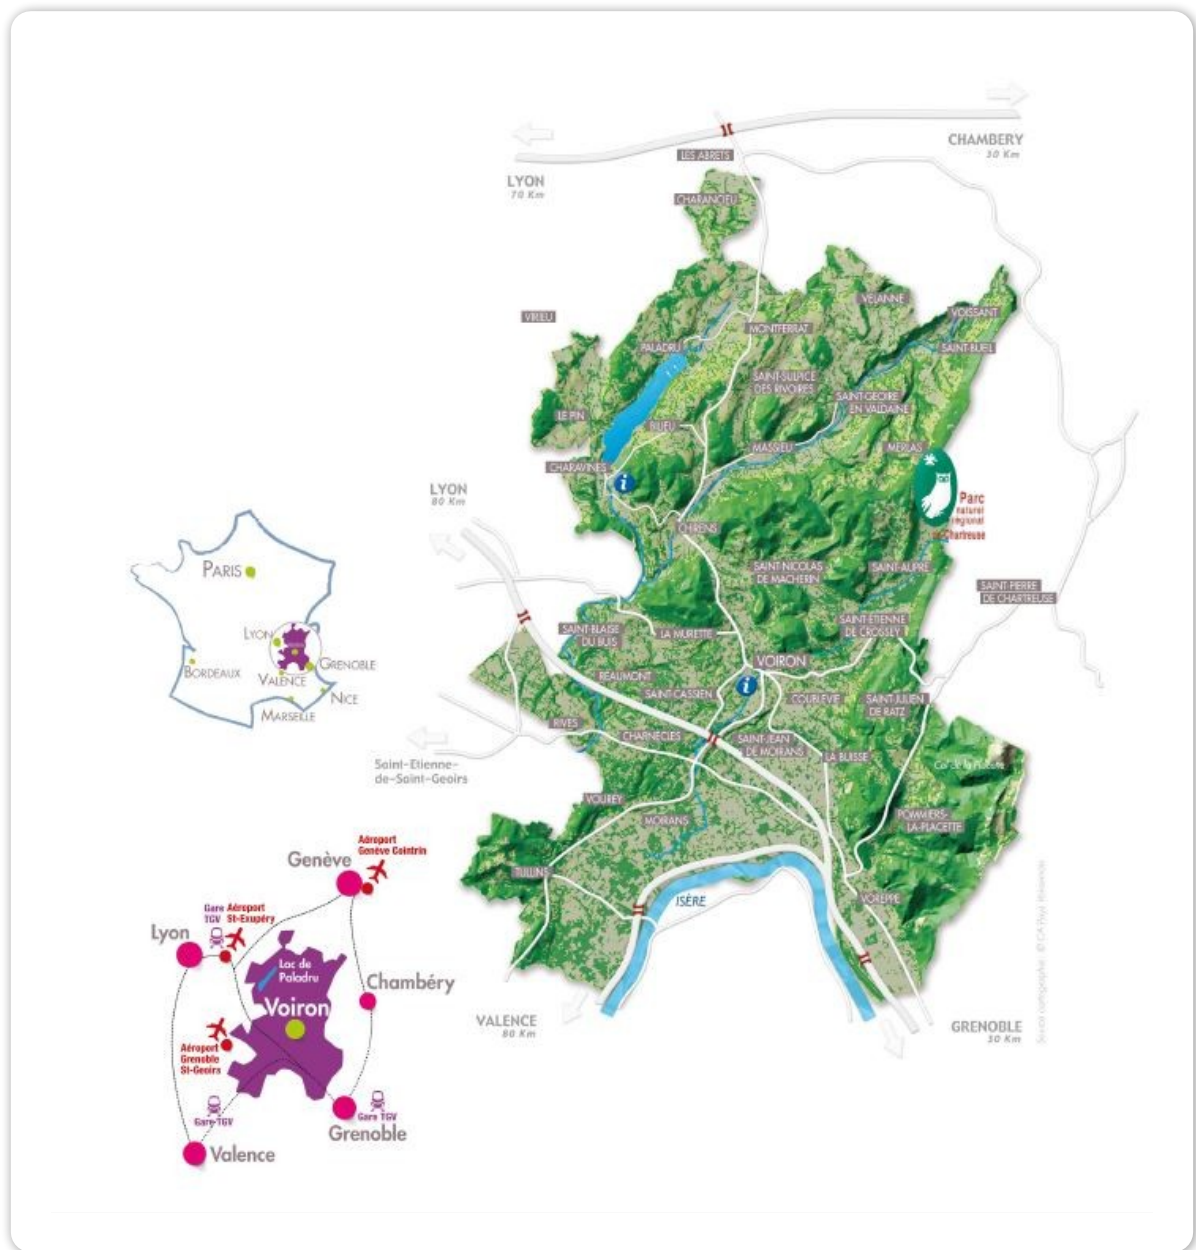 CHAMBERY
30 Km
LES ABRETS
LYON
70 Km
CHARANCIEU
VELANNE
VOISSANT
VIRIEU
MONTFERRAT
PALADRU
SAINT-BUEIL
SAINT-SULPICE
DES RIVOIRES
SAINT-GEOIRE
EN VALDAINE
LE PIN
BILIEU
MASSIEU
MERLAS
CHARAVINES
i
LYON
80 Km
Parc
naturel
régional
de Chartreuse
CHIRENS
SAINT-NICOLAS
DE MACHERIN
SAINT-AUPRE
SAINT-PIERRE
DE CHARTREUSE
PARIS
SAINT-BLAISE
DU BUIS
LA MURETTE
SAINT-ETIENNE
DE CROSSEY
LYON
GRENOBLE
BORDEAUX
VALENCE
NICE
MARSEILLE
VOIRON
i
REAUMONT
SAINT-CASSIEN
COUBLEVIE
SAINT-JULIEN
DE RATZ
RIVES
CHARNECLES
SAINT-JEAN
DE MOIRANS
LA BUISSE
Saint-Etienne-
de-Saint-Geoirs
Col de la Placette
VOUREY
MOIRANS
POMMIERS-
LA-PLACETTE
TULLINS
ISÈRE
VOREPPE
VALENCE
80 Km
GRENOBLE
30 Km
Aéroport
Genève Cointrin
Genève
Gare
TGV
Aéroport
St-Exupéry
Lyon
Lac de
Paladru
Chambéry
Voiron
Aéroport
Grenoble
St-Geoirs
Gare TGV
Gare TGV
Grenoble
Valence